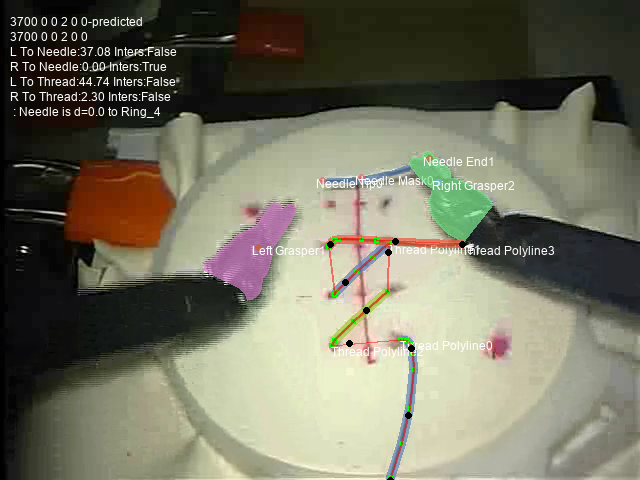 3700 0 0 2 0 0-predicted
3700 0 0 2 0 0
L To Needle:37.08 Inters:False
R To Needle:0.00 Inters:True
L To Thread:44.74 Inters:False
R To Thread:2.30 Inters:False
: Needle is d=0.0 to Ring_4
Needle End1
Needle Tip0
Needle Mask0
Right Grasper2
Left Grasper1
Thread Polyline1
Thread Polyline3
Thread Polyline2
Thread Polyline0